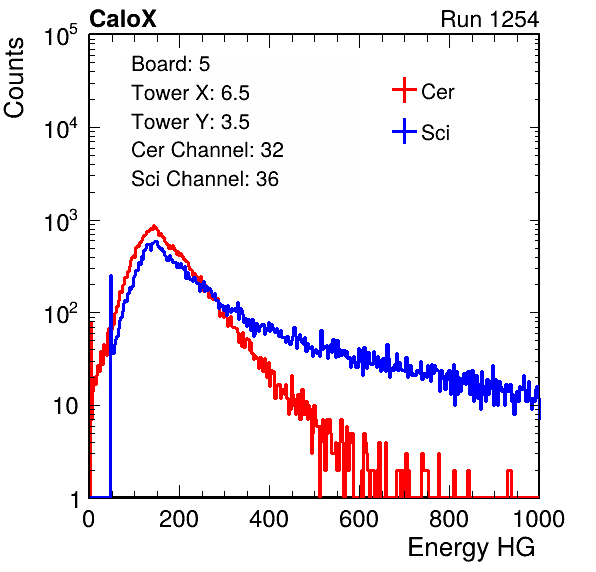 CaloX Run 1254
Counts
Board: 5
Tower X: 6.5
Tower Y: 3.5
Cer Channel: 32
Sci Channel: 36
Cer
Sci
10^5
10^4
10^3
10^2
10
1
0 200 400 600 800 1000
Energy HG